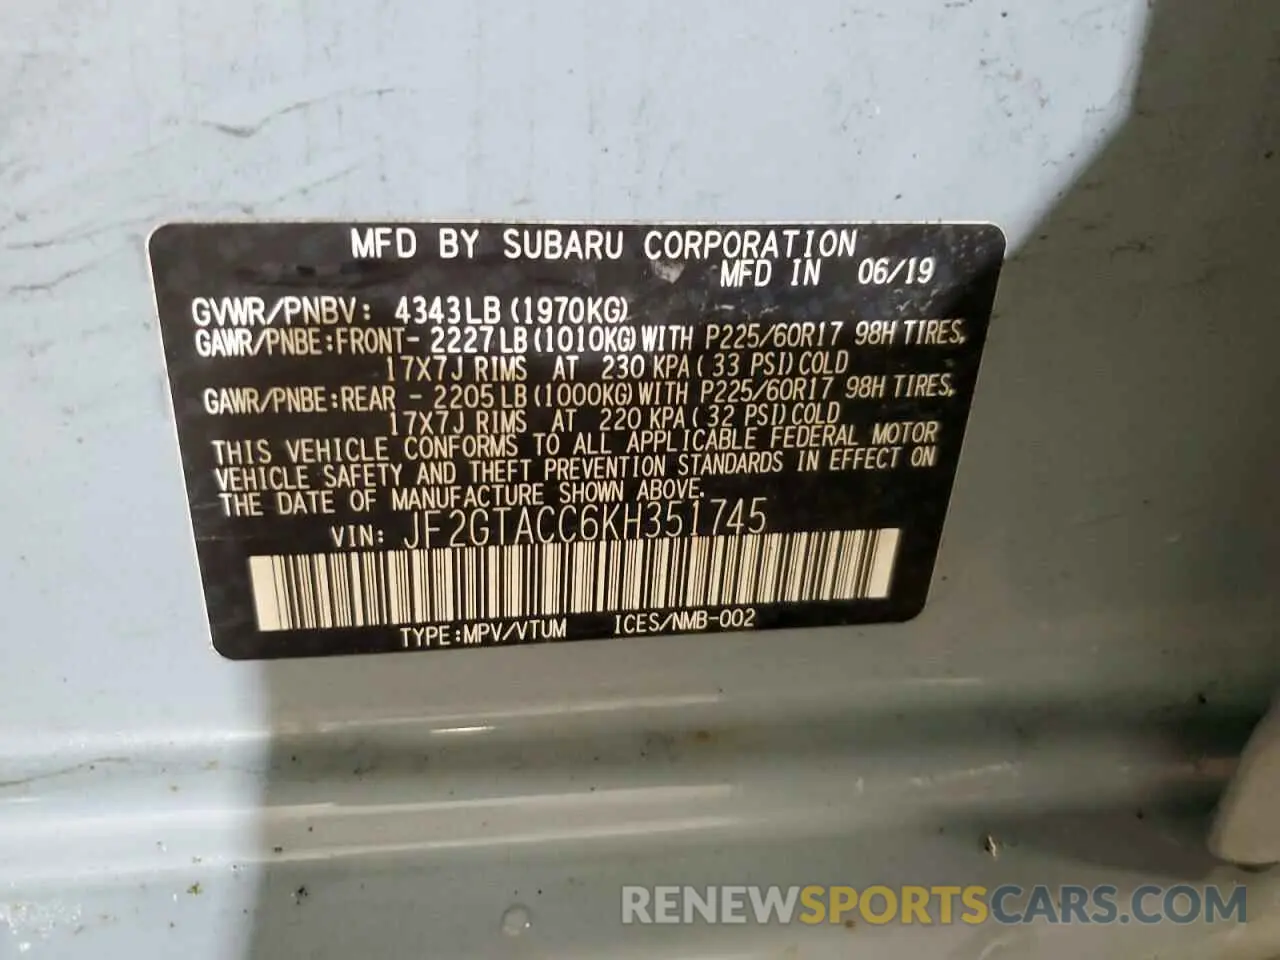 MFD BY SUBARU CORPORATION
MFD IN 06/19
GVWR/PNBV: 4343LB (1970KG)
GAWR/PNBE:FRONT- 2227LB(1010KG)WITH P225/60R17 98H TIRES,
17X7J RIMS AT 230 KPA(33 PSI)COLD
GAWR/PNBE:REAR - 2205LB(1000KG)WITH P225/60R17 98H TIRES,
17X7J RIMS AT 220 KPA(32 PSI)COLD
THIS VEHICLE CONFORMS TO ALL APPLICABLE FEDERAL MOTOR
VEHICLE SAFETY AND THEFT PREVENTION STANDARDS IN EFFECT ON
THE DATE OF MANUFACTURE SHOWN ABOVE.
VIN: JF2GTACC6KH351745
TYPE:MPV/VTUM ICES/NMB-002
RENEWSPORTSCARS.COM